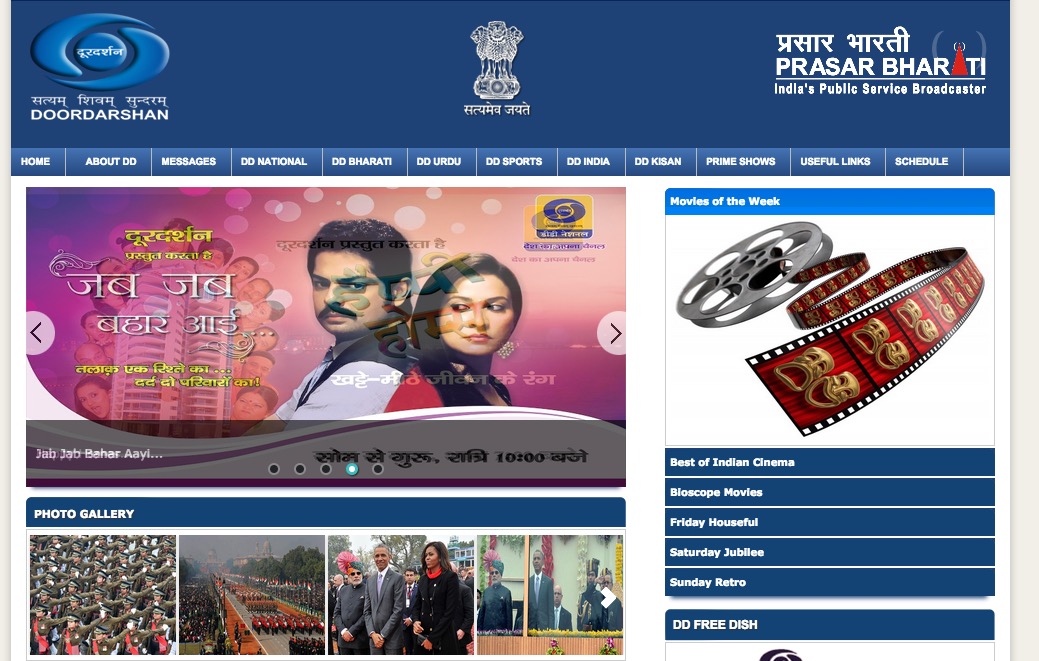 दूरदर्शन
सत्यम् शिवम् सुन्दरम्
DOORDARSHAN
सत्यमेव जयते
प्रसार भारती
PRASAR BHARATI
India's Public Service Broadcaster
HOME ABOUT DD MESSAGES DD NATIONAL DD BHARATI DD URDU DD SPORTS DD INDIA DD KISAN PRIME SHOWS USEFUL LINKS SCHEDULE
दूरदर्शन
प्रस्तुत करता है
जब जब
बहार आई...
तलाक़ एक रिश्ते का...
दर्द दो परिवारों का!
दूरदर्शन प्रस्तुत करता है
हैप्पी
होम
खट्टे-मीठे जीवन के रंग
डीडी नेशनल
देश का अपना चैनल
देश का अपना चैनल
Jab Jab Bahar Aayi...
सोम से गुरू, रात्रि 10:00 बजे
Movies of the Week
Best of Indian Cinema
Bioscope Movies
Friday Houseful
Saturday Jubilee
Sunday Retro
PHOTO GALLERY
DD FREE DISH